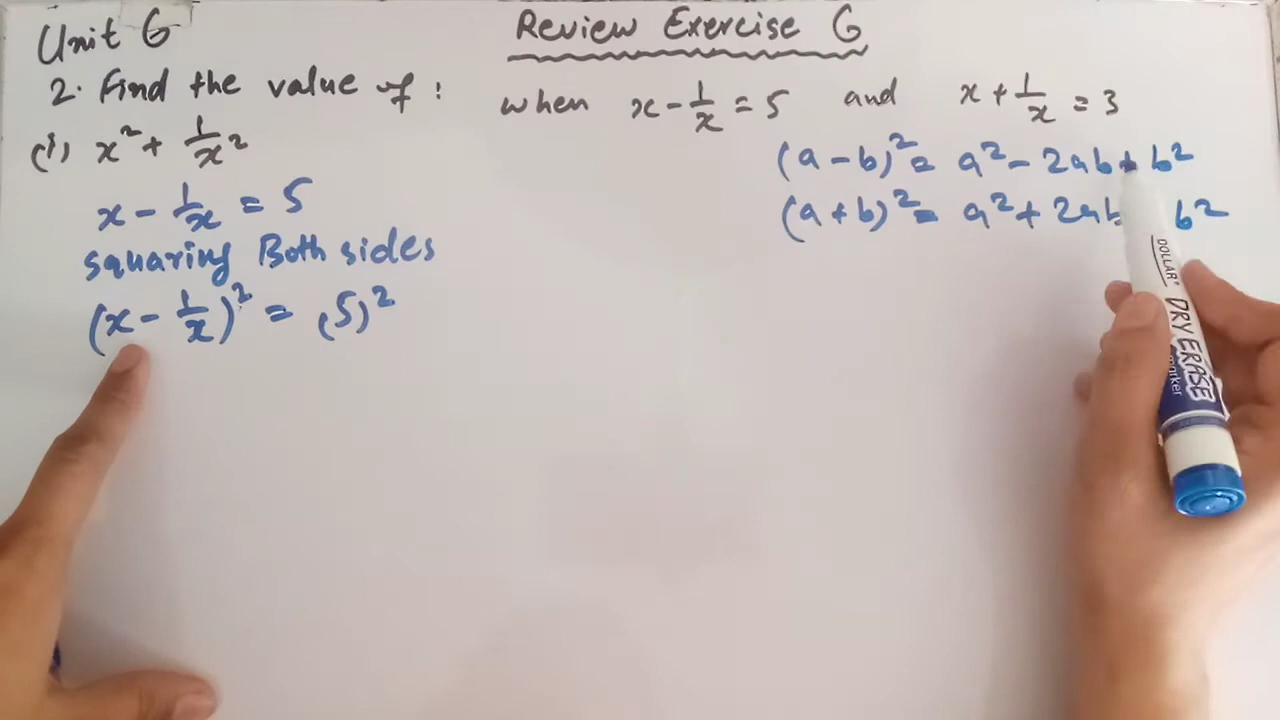 Unit 6
Review Exercise 6
2. Find the value of : when x - 1/x = 5 and x + 1/x = 3
(i) x² + 1/x²
(a - b)² = a² - 2ab + b²
x - 1/x = 5
(a + b)² = a² + 2ab b²
squaring Both sides
(x - 1/x)² = (5)²
DOLLAR
DRY ERASE
marker